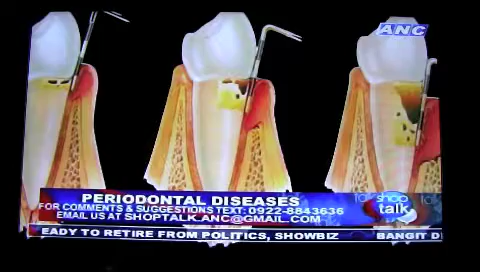 ANC
PERIODONTAL DISEASES
FOR COMMENTS & SUGGESTIONS TEXT: 0922-8843636
EMAIL US AT SHOPTALK.ANC@GMAIL.COM
shop
talk
EADY TO RETIRE FROM POLITICS, SHOWBIZ
BANGIT D